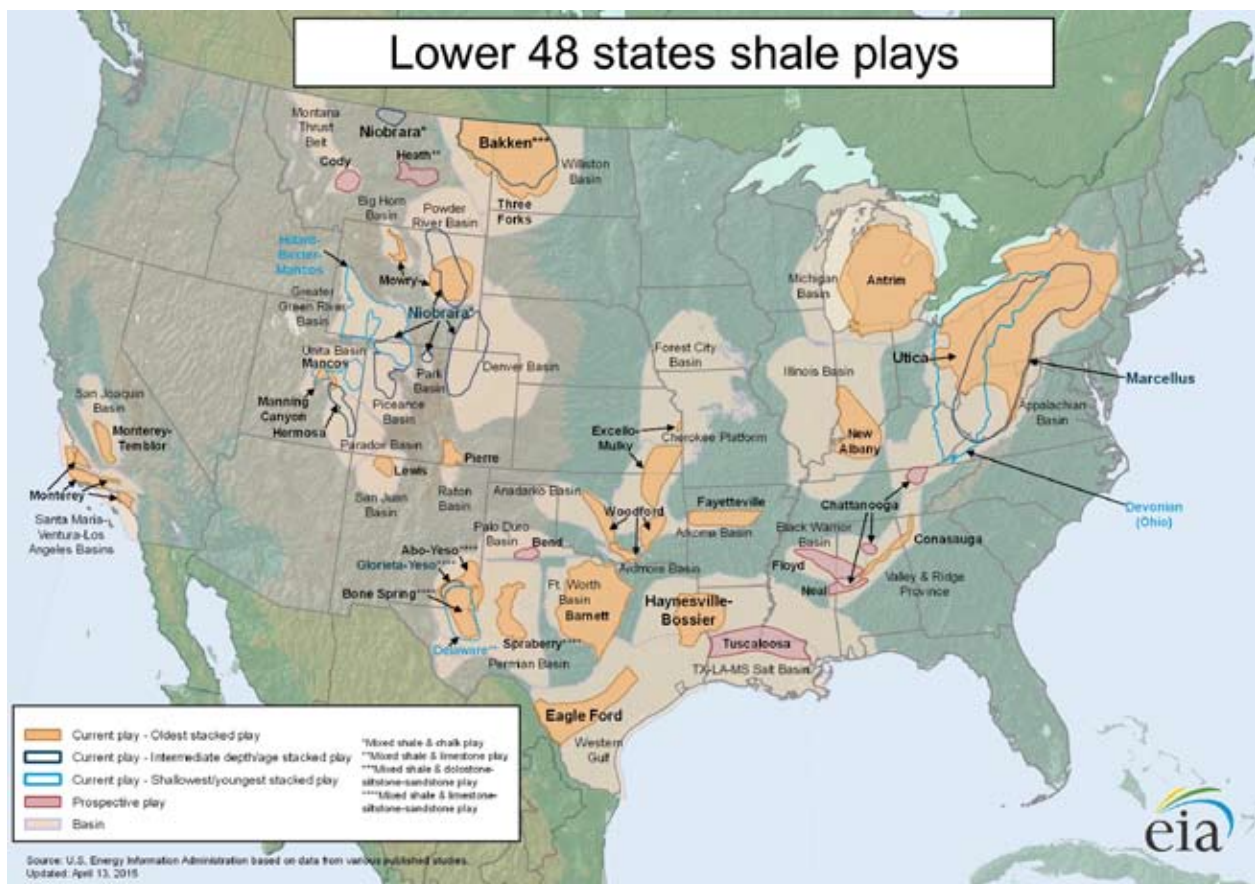 Lower 48 states shale plays
Montana
Thrust
Belt
Niobrara*
Bakken***
Cody
Heath**
Williston
Basin
Big Horn
Basin
Powder
River Basin
Three
Forks
Hilliard-
Baxter-
Mancos
Mowry
Michigan
Basin
Antrim
Greater
Green River
Basin
Niobrara*
Uinta Basin
Mancos
Park
Basin
Denver Basin
Forest City
Basin
Illinois Basin
Utica
Marcellus
Appalachian
Basin
San Joaquin
Basin
Monterey-
Temblor
Manning
Canyon
Hermosa
Piceance
Basin
Paradox Basin
Excello-
Mulky
Cherokee Platform
New
Albany
Monterey
Lewis
Pierre
San Juan
Basin
Raton
Basin
Anadarko Basin
Woodford
Fayetteville
Chattanooga
Devonian
(Ohio)
Santa Maria-
Ventura-Los
Angeles Basins
Palo Duro
Basin
Bend
Arkoma Basin
Black Warrior
Basin
Conasauga
Abo-Yeso****
Glorieta-Yeso****
Ardmore Basin
Floyd
Neal
Valley & Ridge
Province
Bone Spring****
Ft. Worth
Basin
Barnett
Haynesville-
Bossier
Delaware**
Spraberry****
Permian Basin
Tuscaloosa
TX-LA-MS Salt Basin
Eagle Ford
Western
Gulf
Current play - Oldest stacked play
Current play - Intermediate depth/age stacked play
Current play - Shallowest/youngest stacked play
Prospective play
Basin
*Mixed shale & chalk play
**Mixed shale & limestone play
***Mixed shale & dolostone-
siltstone-sandstone play
****Mixed shale & limestone-
siltstone-sandstone play
Source: U.S. Energy Information Administration based on data from various published studies.
Updated: April 13, 2015
eia